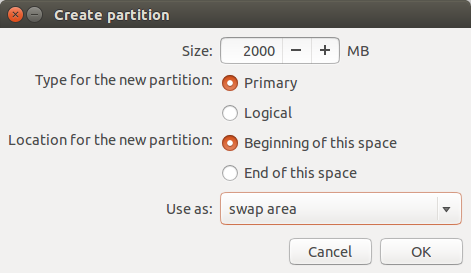 Create partition
Size: 2000 − + MB
Type for the new partition: Primary
Logical
Location for the new partition: Beginning of this space
End of this space
Use as: swap area
Cancel OK